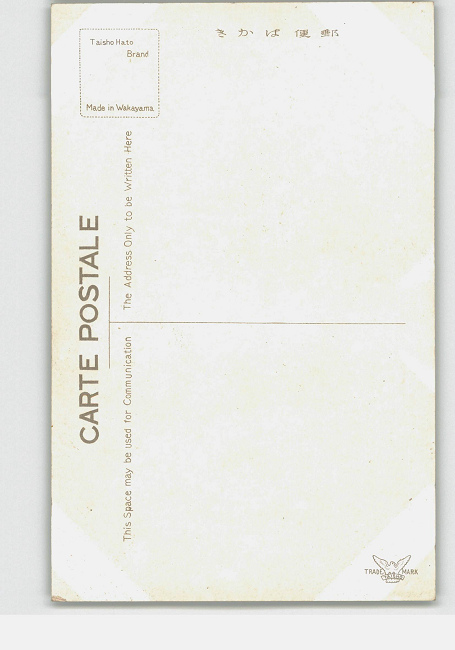 きかは便郵
Taisho Hato
Brand
Made in Wakayama
CARTE POSTALE
The Address Only to be Written Here
This Space may be used for Communication
TRADE MARK
TAISHO